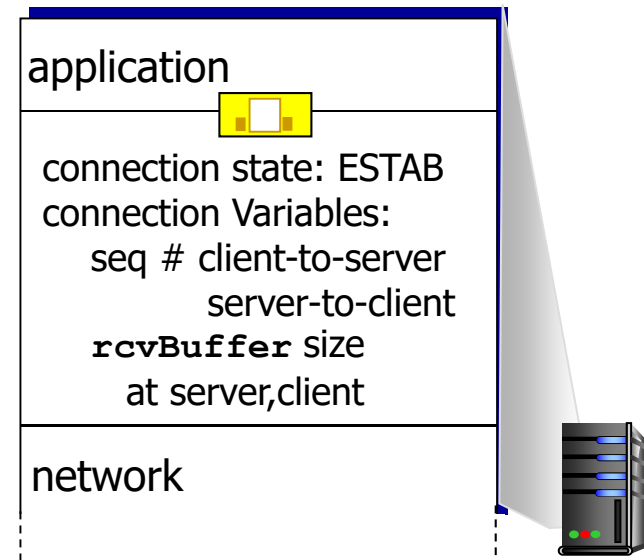 application
connection state: ESTAB
connection Variables:
seq # client-to-server
server-to-client
rcvBuffer size
at server,client
network